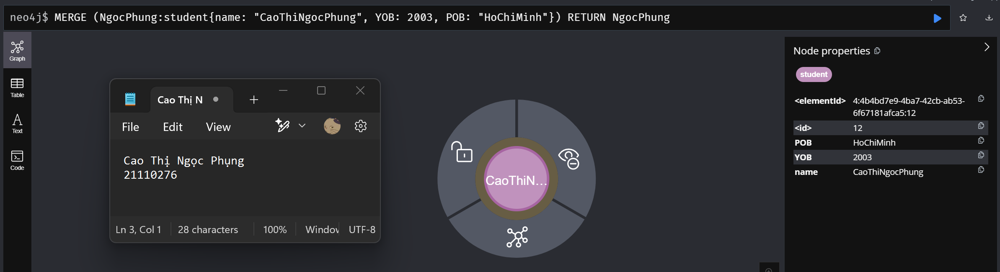 neo4j$ MERGE (NgocPhung:student{name: "CaoThiNgocPhung", YOB: 2003, POB: "HoChiMinh"}) RETURN NgocPhung
Graph
Table
Text
Code
Cao Thị N
File Edit View
Cao Thị Ngọc Phụng
21110276
Ln 3, Col 1 28 characters 100% Window UTF-8
CaoThiN...
Node properties
student
<elementId> 4:4b4bd7e9-4ba7-42cb-ab53-
6f67181afca5:12
<id> 12
POB HoChiMinh
YOB 2003
name CaoThiNgocPhung